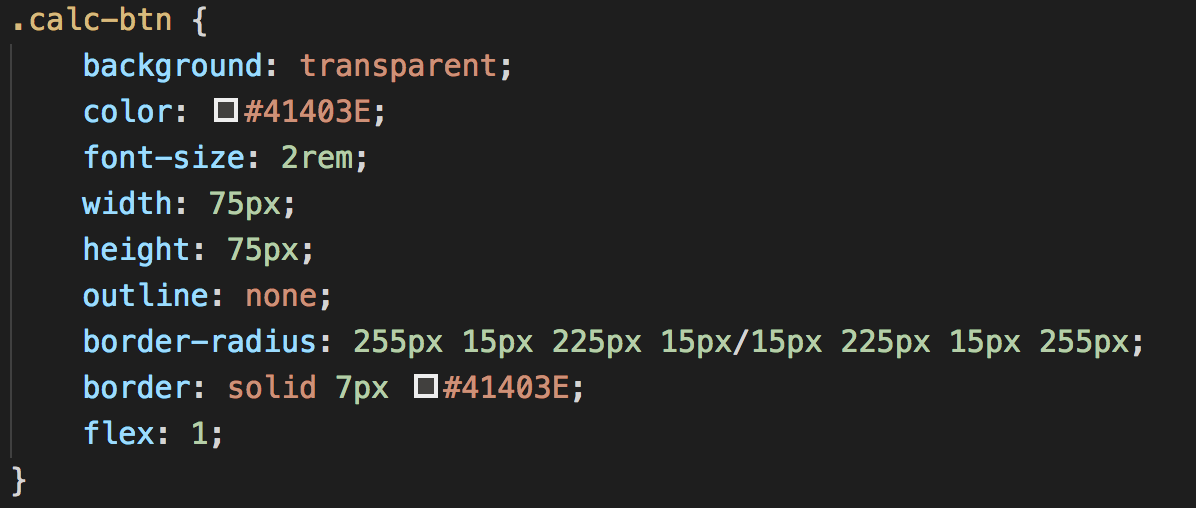 .calc-btn {
    background: transparent;
    color: #41403E;
    font-size: 2rem;
    width: 75px;
    height: 75px;
    outline: none;
    border-radius: 255px 15px 225px 15px/15px 225px 15px 255px;
    border: solid 7px #41403E;
    flex: 1;
}